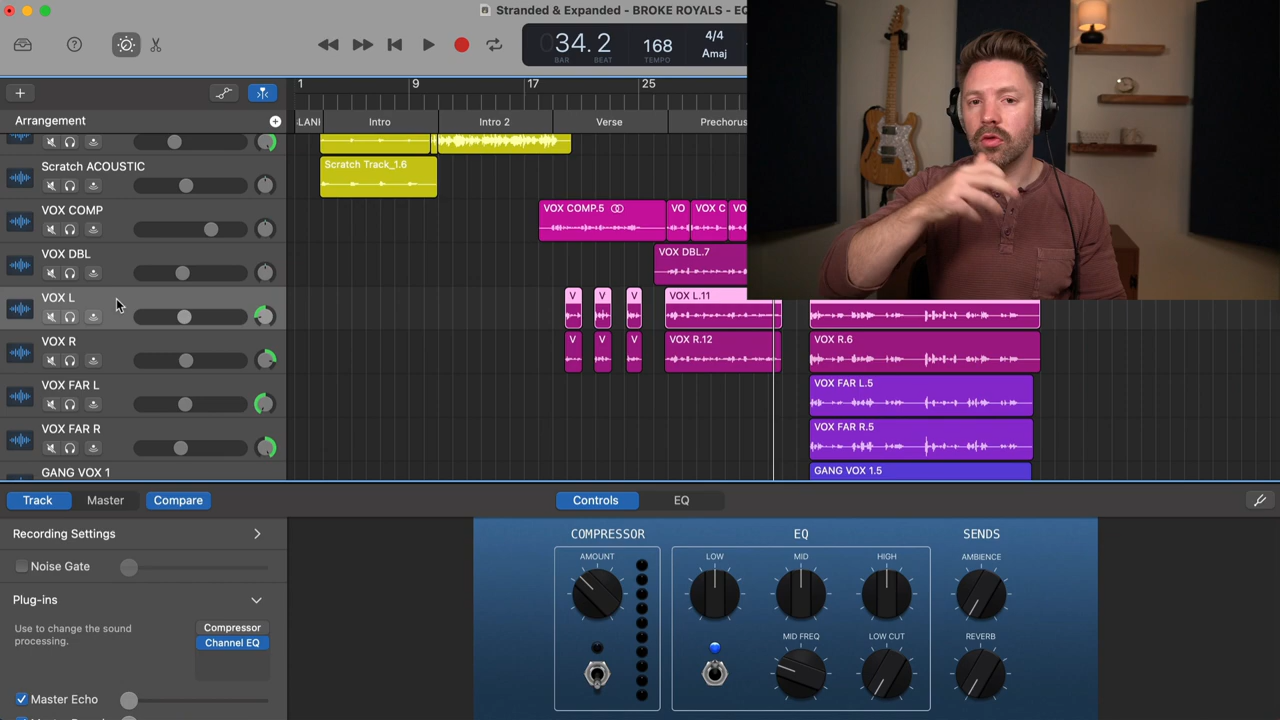 Stranded & Expanded - BROKE ROYALS - EQ
034. 2
BAR
BEAT
168
TEMPO
4/4
Amaj
1
9
17
25
Arrangement
LANI
Intro
Intro 2
Verse
Prechorus
Scratch ACOUSTIC
Scratch Track_1.6
VOX COMP
VOX COMP.5
VO
VOX C
VO
VOX DBL
VOX DBL.7
VOX L
V
V
V
VOX L.11
VOX R
V
V
V
VOX R.12
VOX R.6
VOX FAR L
VOX FAR L.5
VOX FAR R
VOX FAR R.5
GANG VOX 1
GANG VOX 1.5
Track
Master
Compare
Controls
EQ
Recording Settings
Noise Gate
Plug-ins
Use to change the sound
processing.
Compressor
Channel EQ
Master Echo
COMPRESSOR
AMOUNT
EQ
LOW
MID
HIGH
MID FREQ
LOW CUT
SENDS
AMBIENCE
REVERB